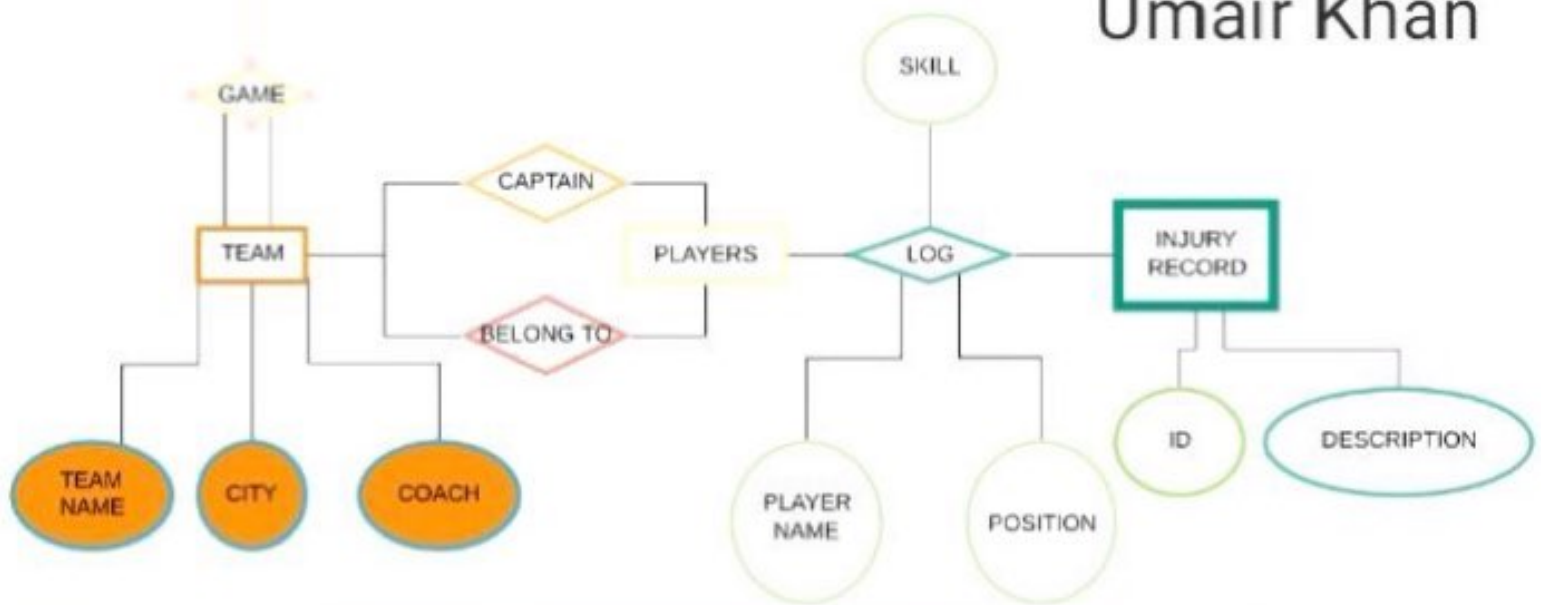 Umair Khan
SKILL
GAME
CAPTAIN
TEAM
PLAYERS
LOG
INJURY
RECORD
BELONG TO
TEAM
NAME
CITY
COACH
PLAYER
NAME
POSITION
ID
DESCRIPTION